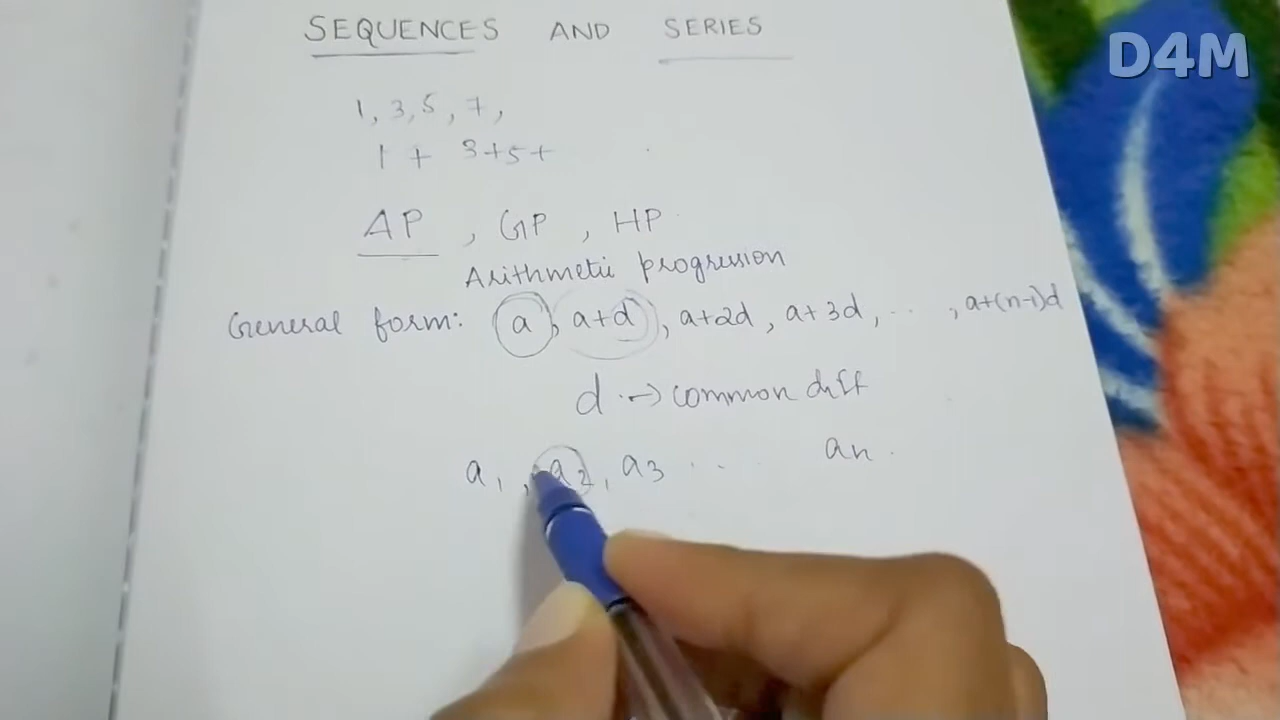 D4M
SEQUENCES AND SERIES
1, 3, 5, 7,
1 + 3+5+
AP, GP, HP
Arithmetic progression
General form: a, a+d, a+2d, a+3d, ..., a+(n-1)d
d → common diff
a1, a2, a3 ... an.